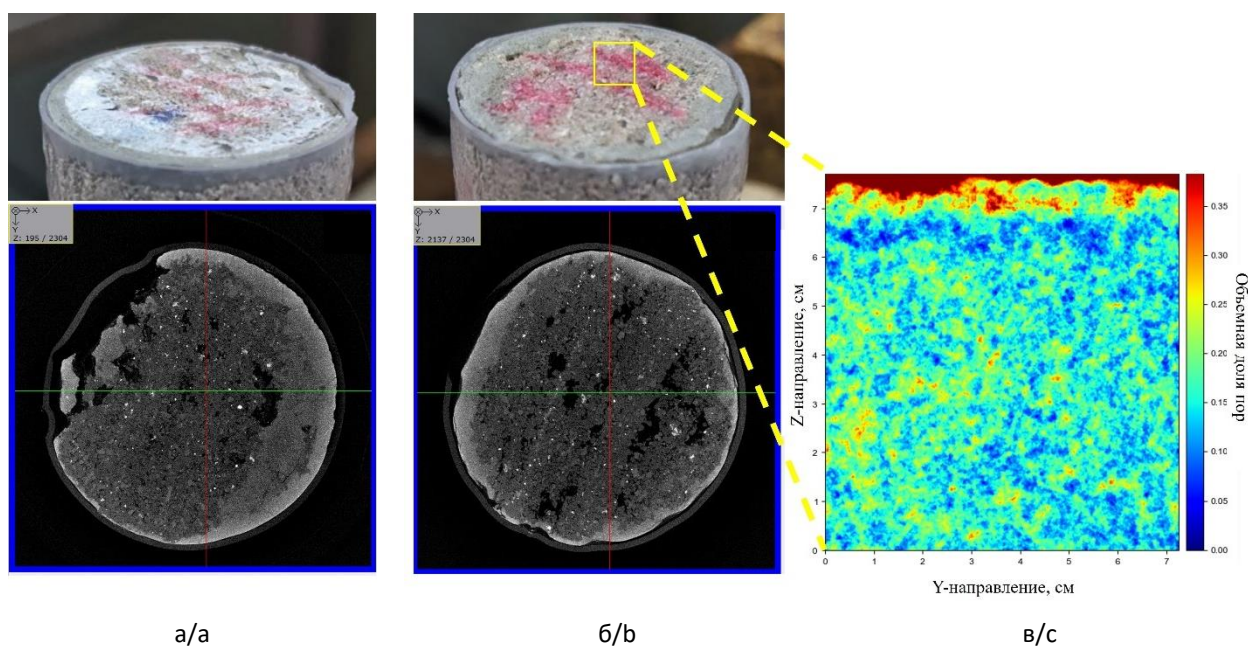 X
Y
Z: 195 / 2304
X
Y
Z: 2137 / 2304
Z-направление, см
7
6
5
4
3
2
1
0
0 1 2 3 4 5 6 7
Y-направление, см
0.35
0.30
0.25
0.20
0.15
0.10
0.05
0.00
Объемная доля пор
а/a
б/b
в/c